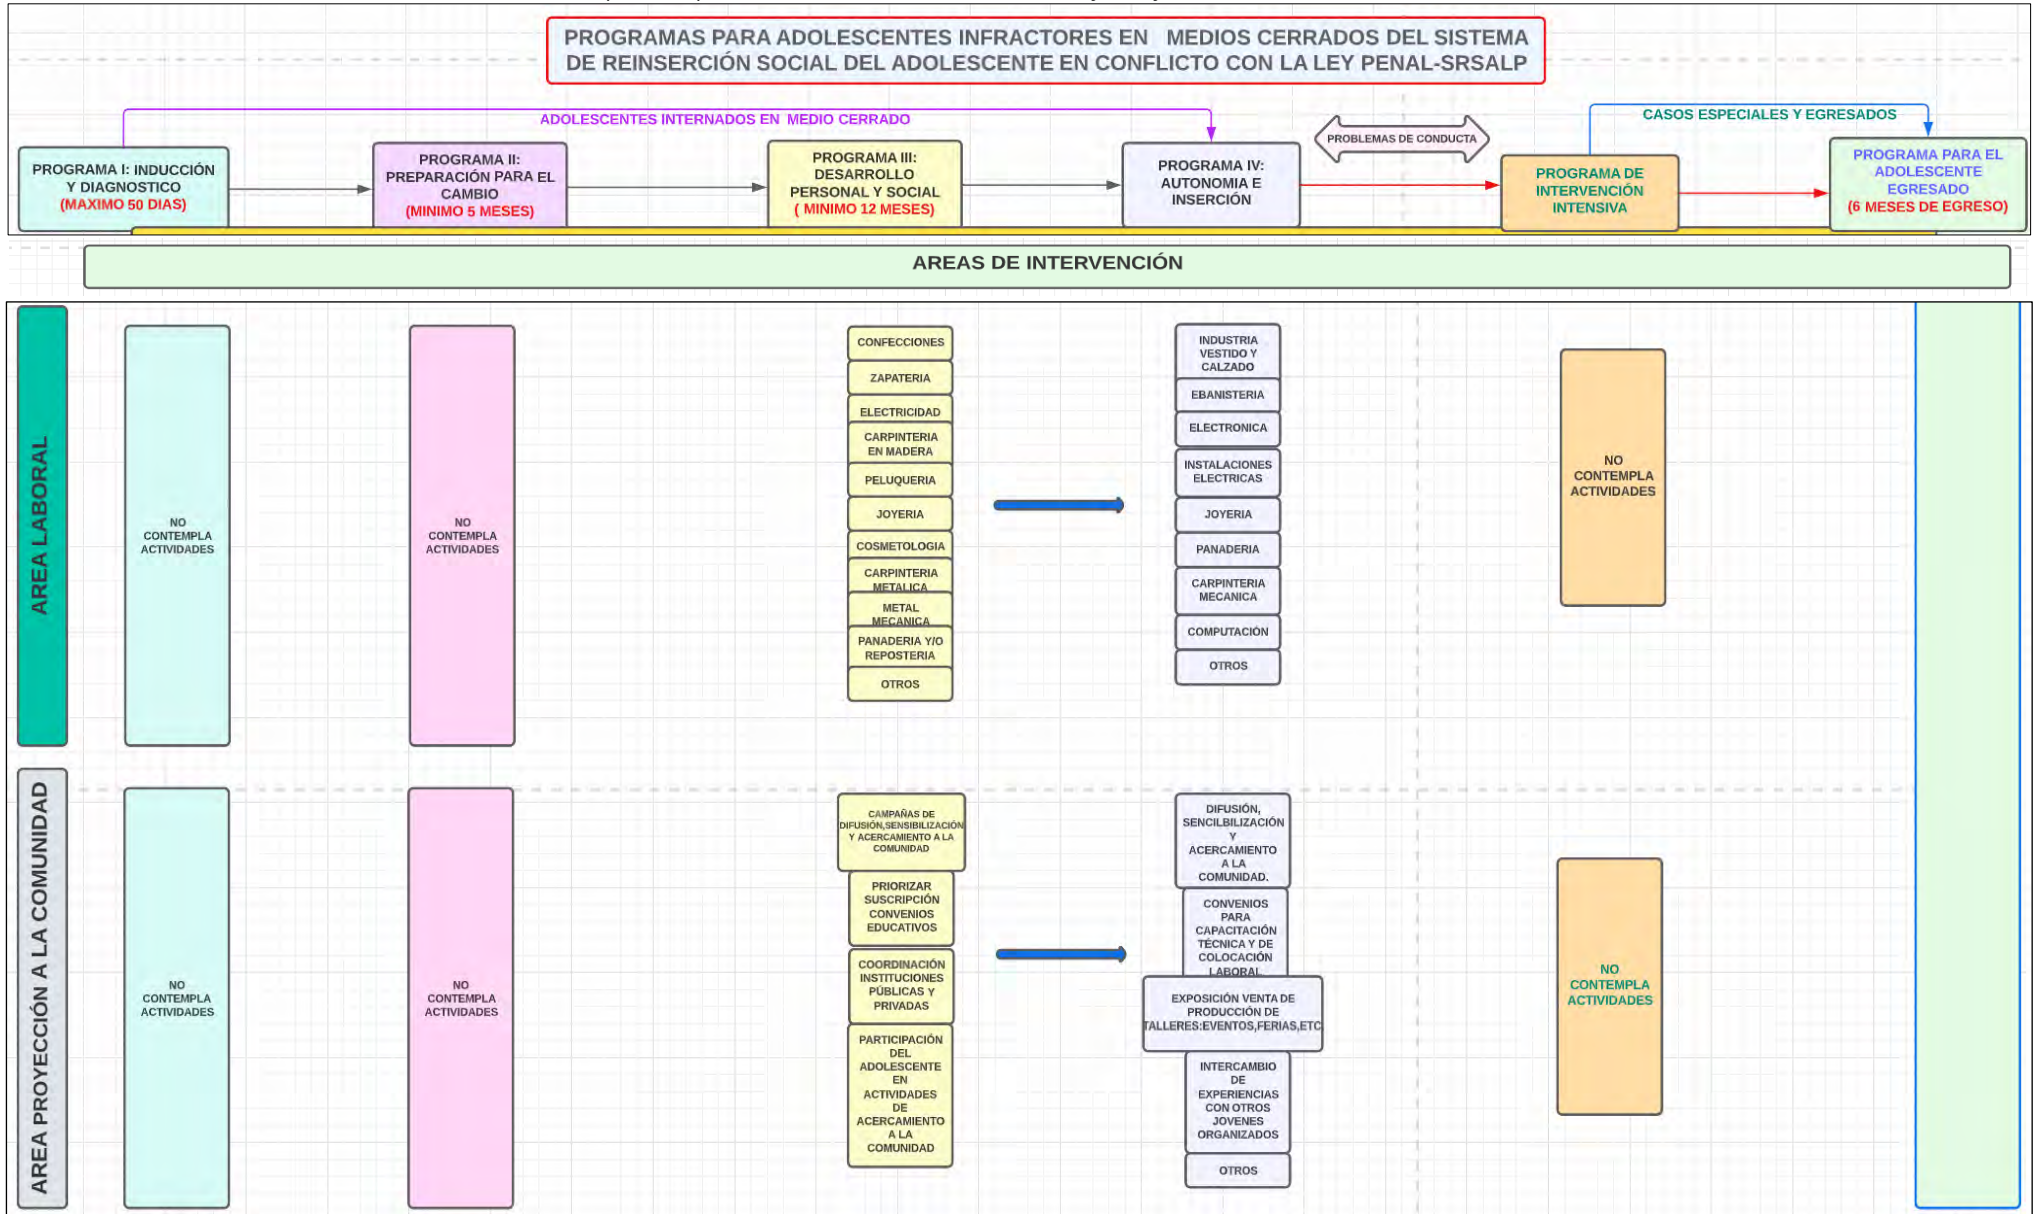 PROGRAMAS PARA ADOLESCENTES INFRACTORES EN MEDIOS CERRADOS DEL SISTEMA
DE REINSERCIÓN SOCIAL DEL ADOLESCENTE EN CONFLICTO CON LA LEY PENAL-SRSALP
ADOLESCENTES INTERNADOS EN MEDIO CERRADO
PROBLEMAS DE CONDUCTA
CASOS ESPECIALES Y EGRESADOS
PROGRAMA I: INDUCCIÓN
Y DIAGNOSTICO
(MAXIMO 50 DIAS)
PROGRAMA II:
PREPARACIÓN PARA EL
CAMBIO
(MINIMO 5 MESES)
PROGRAMA III:
DESARROLLO
PERSONAL Y SOCIAL
( MINIMO 12 MESES)
PROGRAMA IV:
AUTONOMIA E
INSERCIÓN
PROGRAMA DE
INTERVENCIÓN
INTENSIVA
PROGRAMA PARA EL
ADOLESCENTE
EGRESADO
(6 MESES DE EGRESO)
AREAS DE INTERVENCIÓN
AREA LABORAL
NO
CONTEMPLA
ACTIVIDADES
NO
CONTEMPLA
ACTIVIDADES
CONFECCIONES
ZAPATERIA
ELECTRICIDAD
CARPINTERIA
EN MADERA
PELUQUERIA
JOYERIA
COSMETOLOGIA
CARPINTERIA
METALICA
METAL
MECANICA
PANADERIA Y/O
REPOSTERIA
OTROS
INDUSTRIA
VESTIDO Y
CALZADO
EBANISTERIA
ELECTRONICA
INSTALACIONES
ELECTRICAS
JOYERIA
PANADERIA
CARPINTERIA
MECANICA
COMPUTACIÓN
OTROS
NO
CONTEMPLA
ACTIVIDADES
AREA PROYECCIÓN A LA COMUNIDAD
NO
CONTEMPLA
ACTIVIDADES
NO
CONTEMPLA
ACTIVIDADES
CAMPAÑAS DE
DIFUSIÓN,SENSIBILIZACIÓN
Y ACERCAMIENTO A LA
COMUNIDAD
PRIORIZAR
SUSCRIPCIÓN
CONVENIOS
EDUCATIVOS
COORDINACIÓN
INSTITUCIONES
PÚBLICAS Y
PRIVADAS
PARTICIPACIÓN
DEL
ADOLESCENTE
EN
ACTIVIDADES
DE
ACERCAMIENTO
A LA
COMUNIDAD
DIFUSIÓN,
SENCILBILIZACIÓN
Y
ACERCAMIENTO
A LA
COMUNIDAD.
CONVENIOS
PARA
CAPACITACIÓN
TÉCNICA Y DE
COLOCACIÓN
LABORAL
EXPOSICIÓN VENTA DE
PRODUCCIÓN DE
TALLERES:EVENTOS,FERIAS,ETC
INTERCAMBIO
DE
EXPERIENCIAS
CON OTROS
JOVENES
ORGANIZADOS
OTROS
NO
CONTEMPLA
ACTIVIDADES